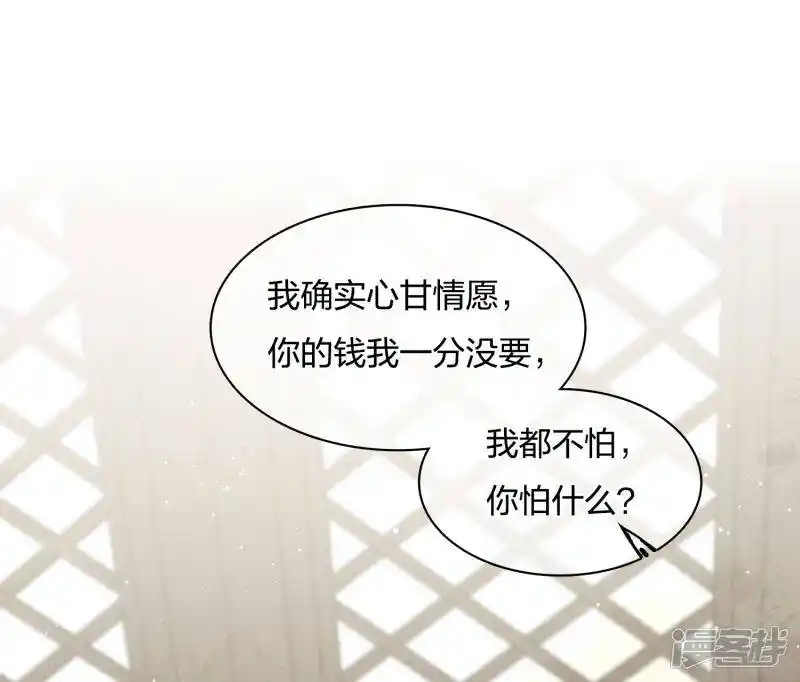 我确实心甘情愿，
你的钱我一分没要，
我都不怕，
你怕什么？
漫客栈